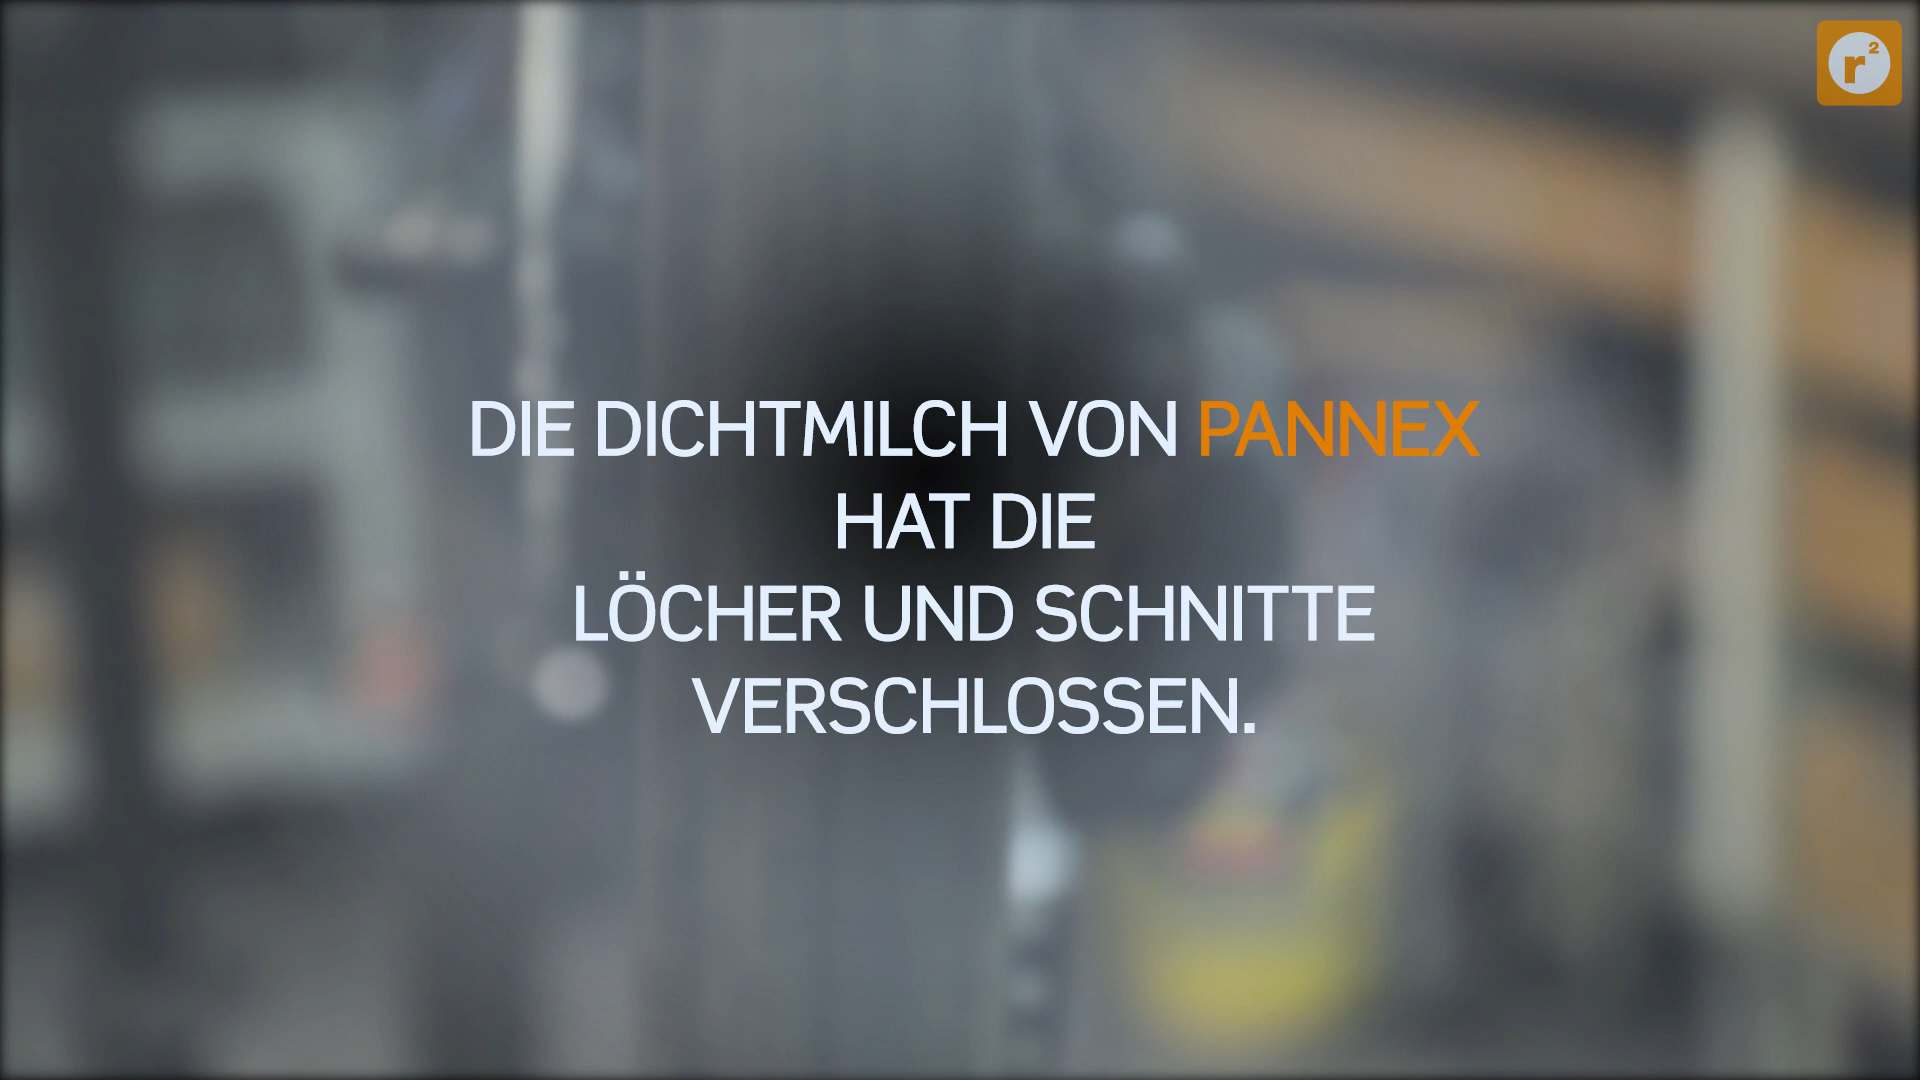 r²
DIE DICHTMILCH VON PANNEX
HAT DIE
LÖCHER UND SCHNITTE
VERSCHLOSSEN.